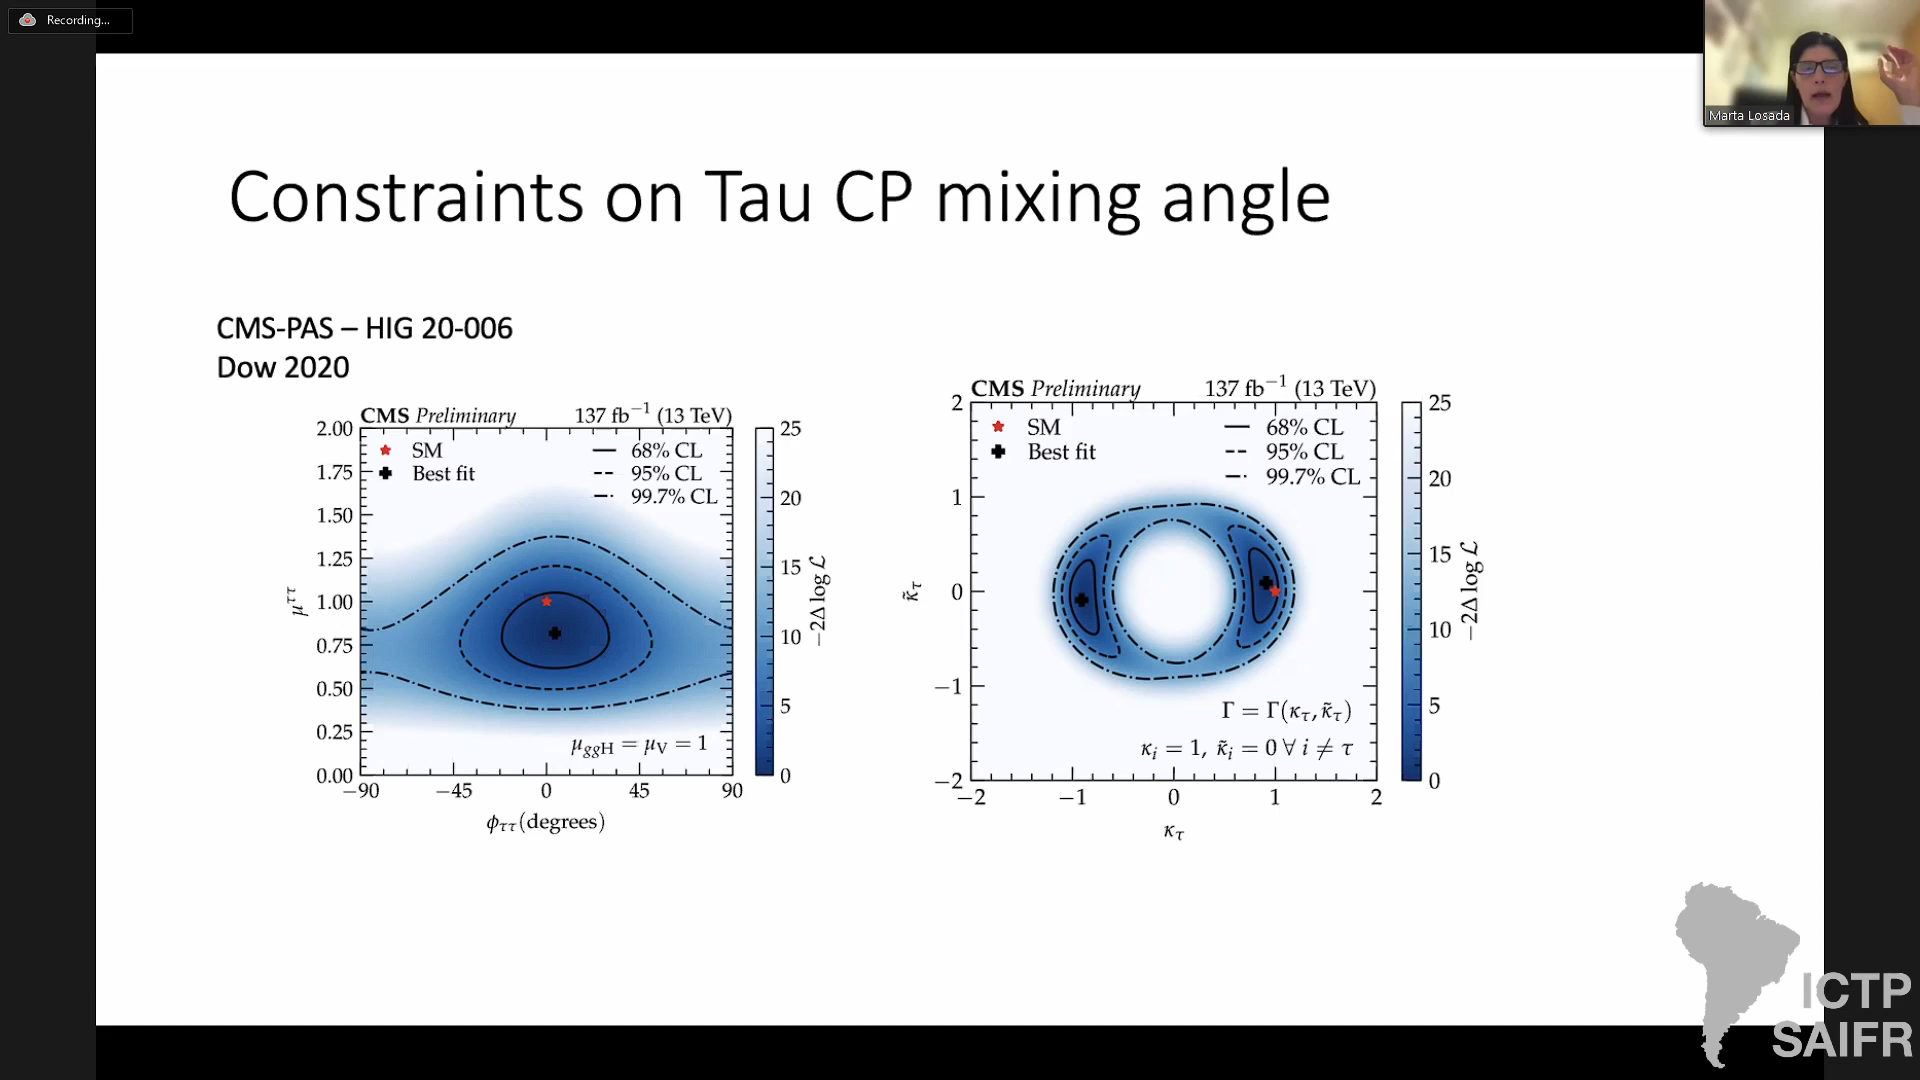 Recording...
Marta Losada
Constraints on Tau CP mixing angle
CMS-PAS – HIG 20-006
Dow 2020
CMS Preliminary 137 fb⁻¹ (13 TeV)
SM 68% CL
Best fit 95% CL
99.7% CL
μ_ggH = μ_V = 1
2.00
1.75
1.50
1.25
1.00
0.75
0.50
0.25
0.00
μ^ττ
−90 −45 0 45 90
ϕ_ττ (degrees)
25
20
15
10
5
0
−2Δ log ℒ
CMS Preliminary 137 fb⁻¹ (13 TeV)
SM 68% CL
Best fit 95% CL
99.7% CL
Γ = Γ(κ_τ, κ̃_τ)
κ_i = 1, κ̃_i = 0 ∀ i ≠ τ
2
1
0
−1
−2
κ̃_τ
−2 −1 0 1 2
κ_τ
25
20
15
10
5
0
−2Δ log ℒ
ICTP
SAIFR